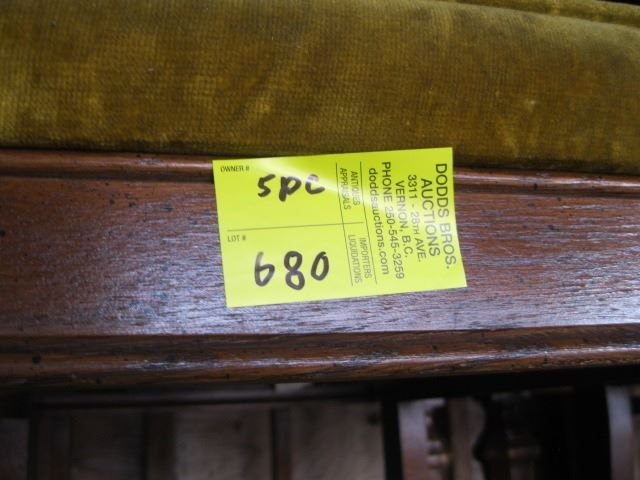 OWNER #
5PC
LOT #
680
ANTIQUES
APPRAISALS
IMPORTERS
LIQUIDATIONS
DODDS BROS.
AUCTIONS
3311 - 28TH AVE.
VERNON, B.C.
PHONE 250-545-3259
doddsauctions.com